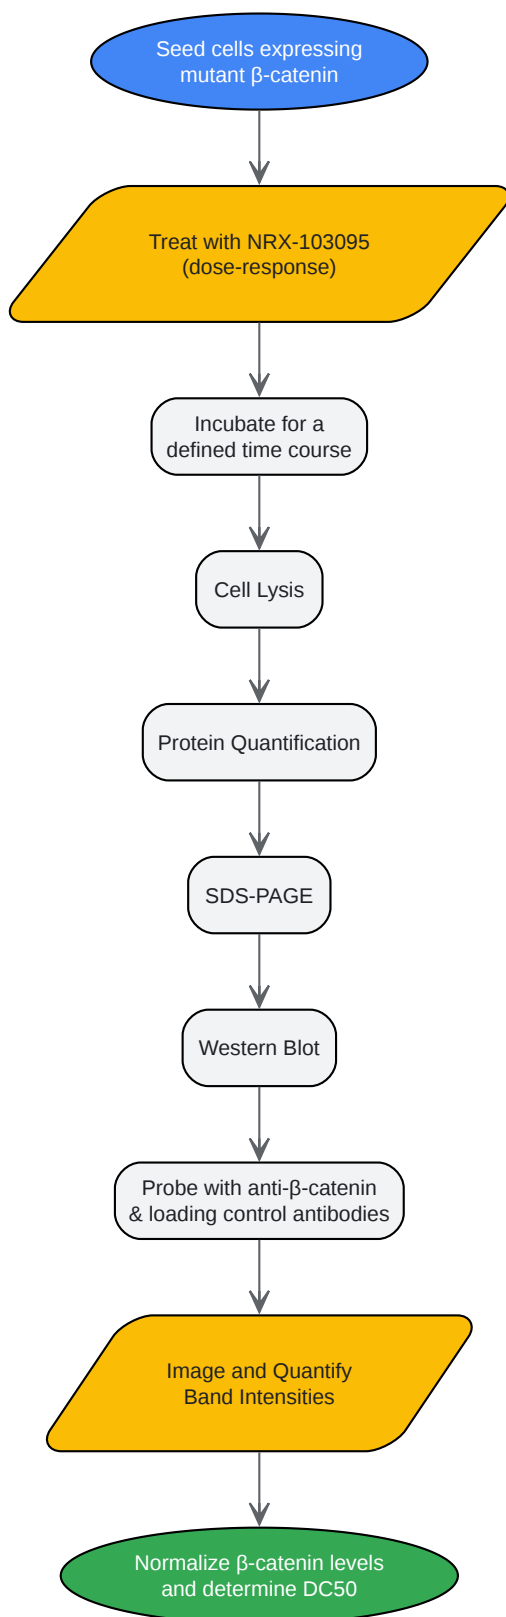 Seed cells expressing
mutant β-catenin
Treat with NRX-103095
(dose-response)
Incubate for a
defined time course
Cell Lysis
Protein Quantification
SDS-PAGE
Western Blot
Probe with anti-β-catenin
& loading control antibodies
Image and Quantify
Band Intensities
Normalize β-catenin levels
and determine DC50